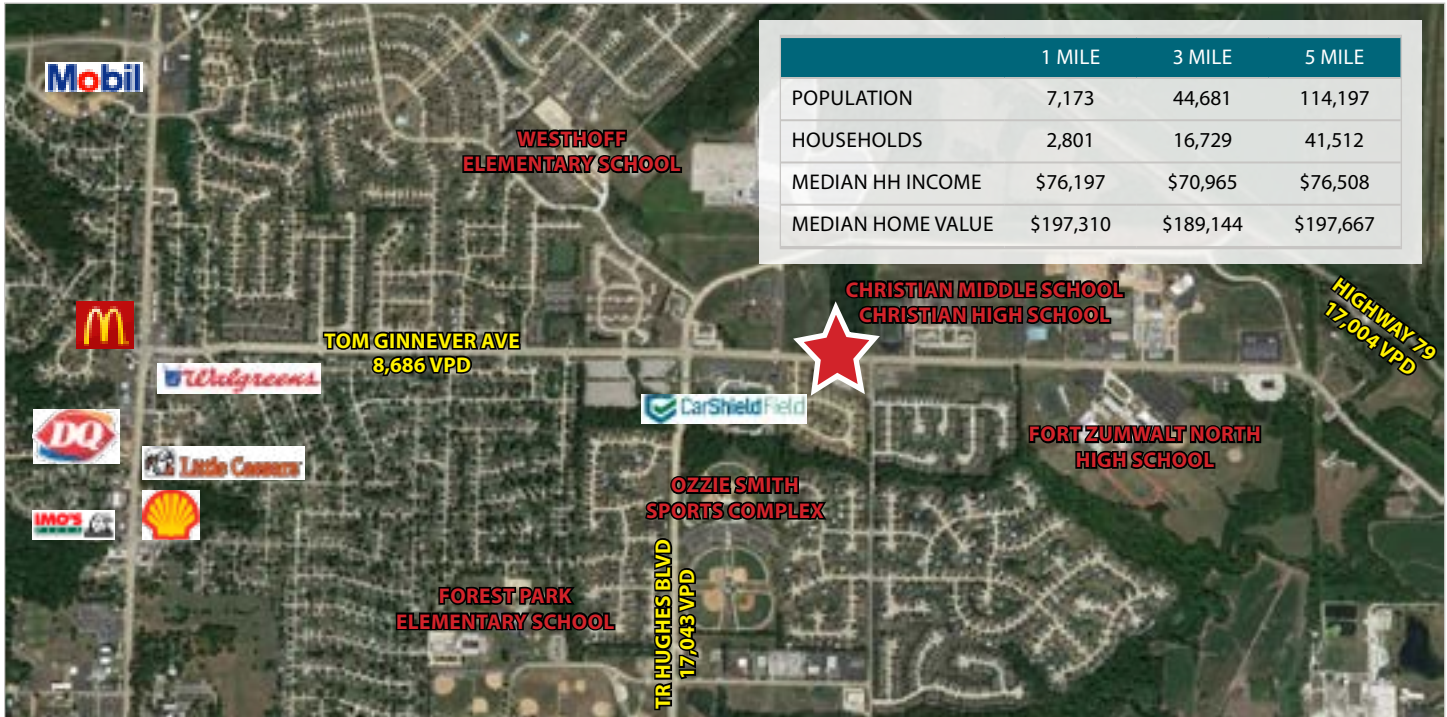 Mobil
1 MILE 3 MILE 5 MILE
POPULATION 7,173 44,681 114,197
HOUSEHOLDS 2,801 16,729 41,512
MEDIAN HH INCOME $76,197 $70,965 $76,508
MEDIAN HOME VALUE $197,310 $189,144 $197,667
WESTHOFF
ELEMENTARY SCHOOL
CHRISTIAN MIDDLE SCHOOL
CHRISTIAN HIGH SCHOOL
HIGHWAY 79
17,004 VPD
TOM GINNEVER AVE
8,686 VPD
Walgreens
CarShield Field
DQ
Little Caesars
FORT ZUMWALT NORTH
HIGH SCHOOL
OZZIE SMITH
SPORTS COMPLEX
IMO'S
FOREST PARK
ELEMENTARY SCHOOL
TR HUGHES BLVD
17,043 VPD